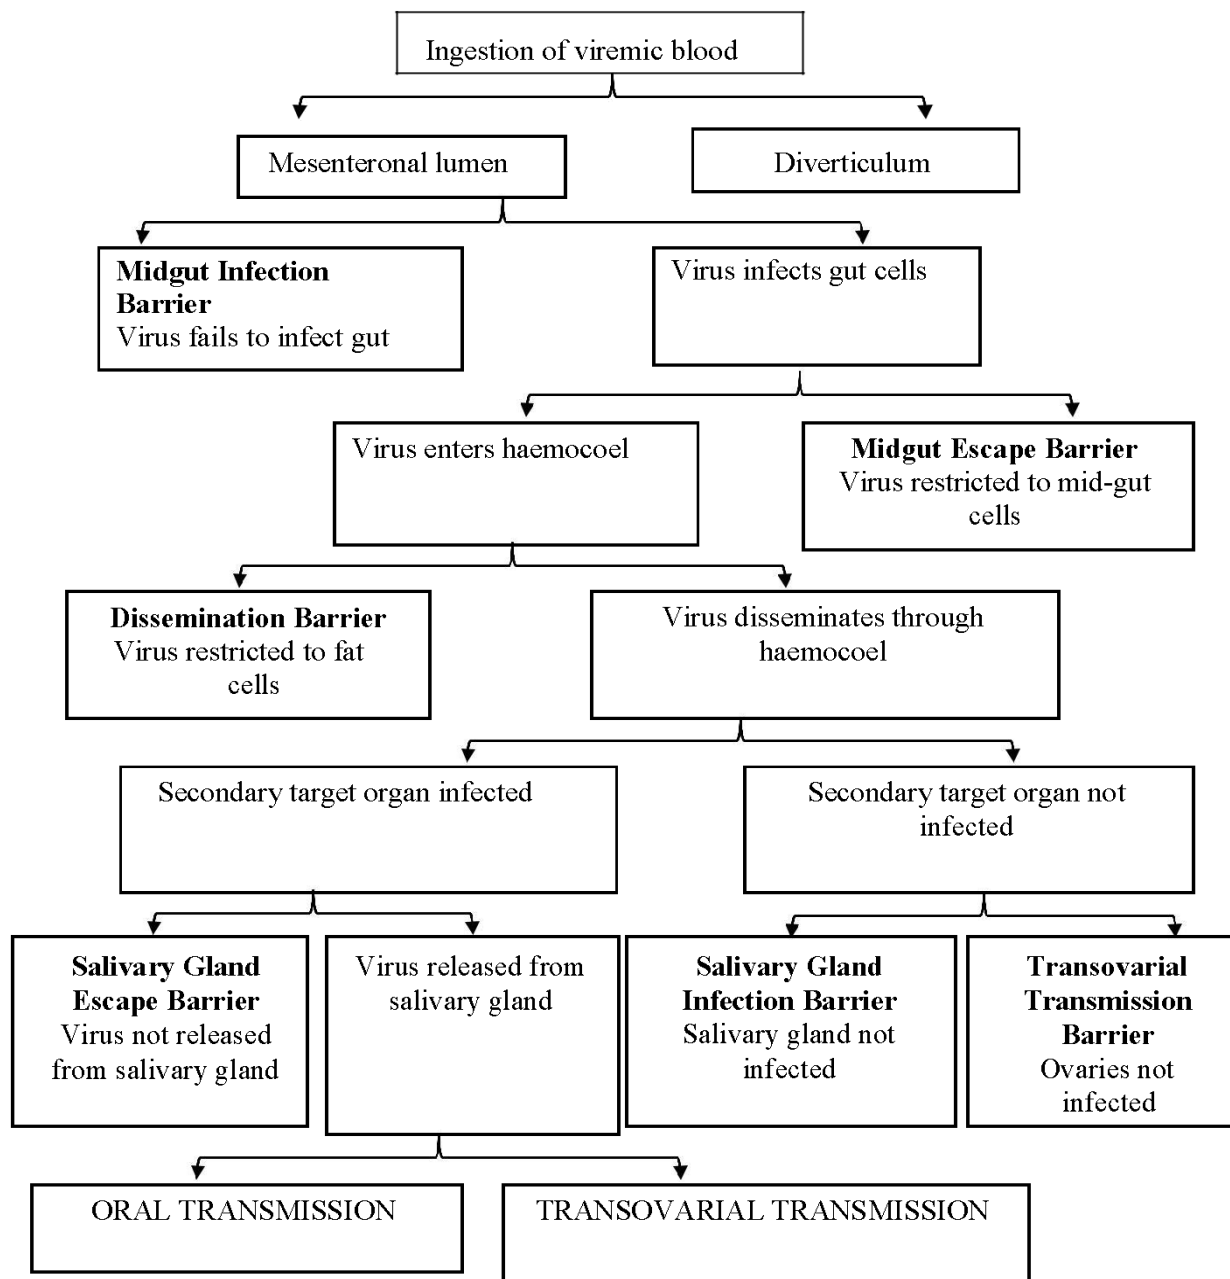 Ingestion of viremic blood
Mesenteronal lumen
Diverticulum
Midgut Infection
Barrier
Virus fails to infect gut
Virus infects gut cells
Virus enters haemocoel
Midgut Escape Barrier
Virus restricted to mid-gut
cells
Dissemination Barrier
Virus restricted to fat
cells
Virus disseminates through
haemocoel
Secondary target organ infected
Secondary target organ not
infected
Salivary Gland
Escape Barrier
Virus not released
from salivary gland
Virus released from
salivary gland
Salivary Gland
Infection Barrier
Salivary gland not
infected
Transovarial
Transmission
Barrier
Ovaries not
infected
ORAL TRANSMISSION
TRANSOVARIAL TRANSMISSION